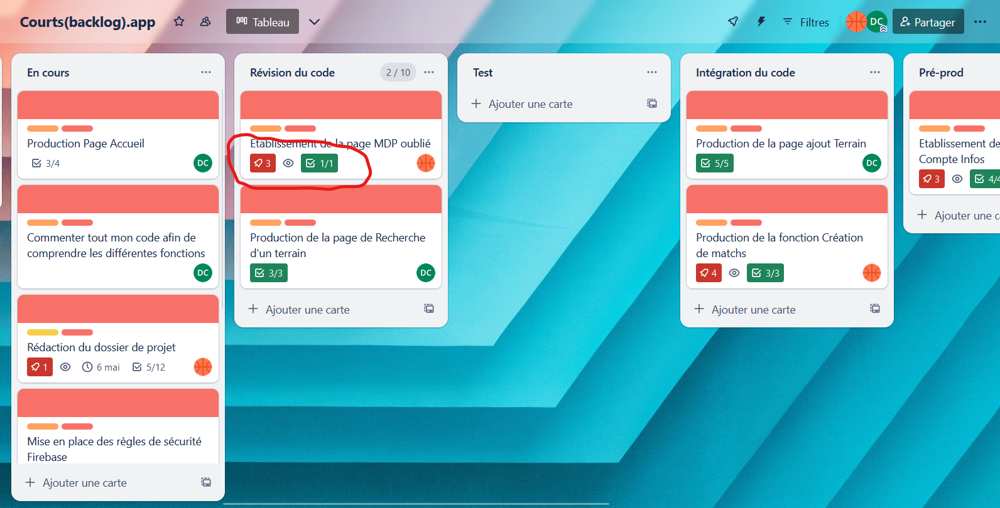 Courts(backlog).app
Tableau
Filtres
DC
Partager
En cours
Production Page Accueil
3/4
DC
Commenter tout mon code afin de
comprendre les différentes fonctions
DC
Rédaction du dossier de projet
1
6 mai
5/12
Mise en place des règles de sécurité
Firebase
Ajouter une carte
Révision du code
2 / 10
Etablissement de la page MDP oublié
3
1/1
Production de la page de Recherche
d'un terrain
3/3
DC
Ajouter une carte
Test
Ajouter une carte
Intégration du code
Production de la page ajout Terrain
5/5
DC
Production de la fonction Création
de matchs
4
3/3
Ajouter une carte
Pré-prod
Etablissement de
Compte Infos
3
4/4
Ajouter une